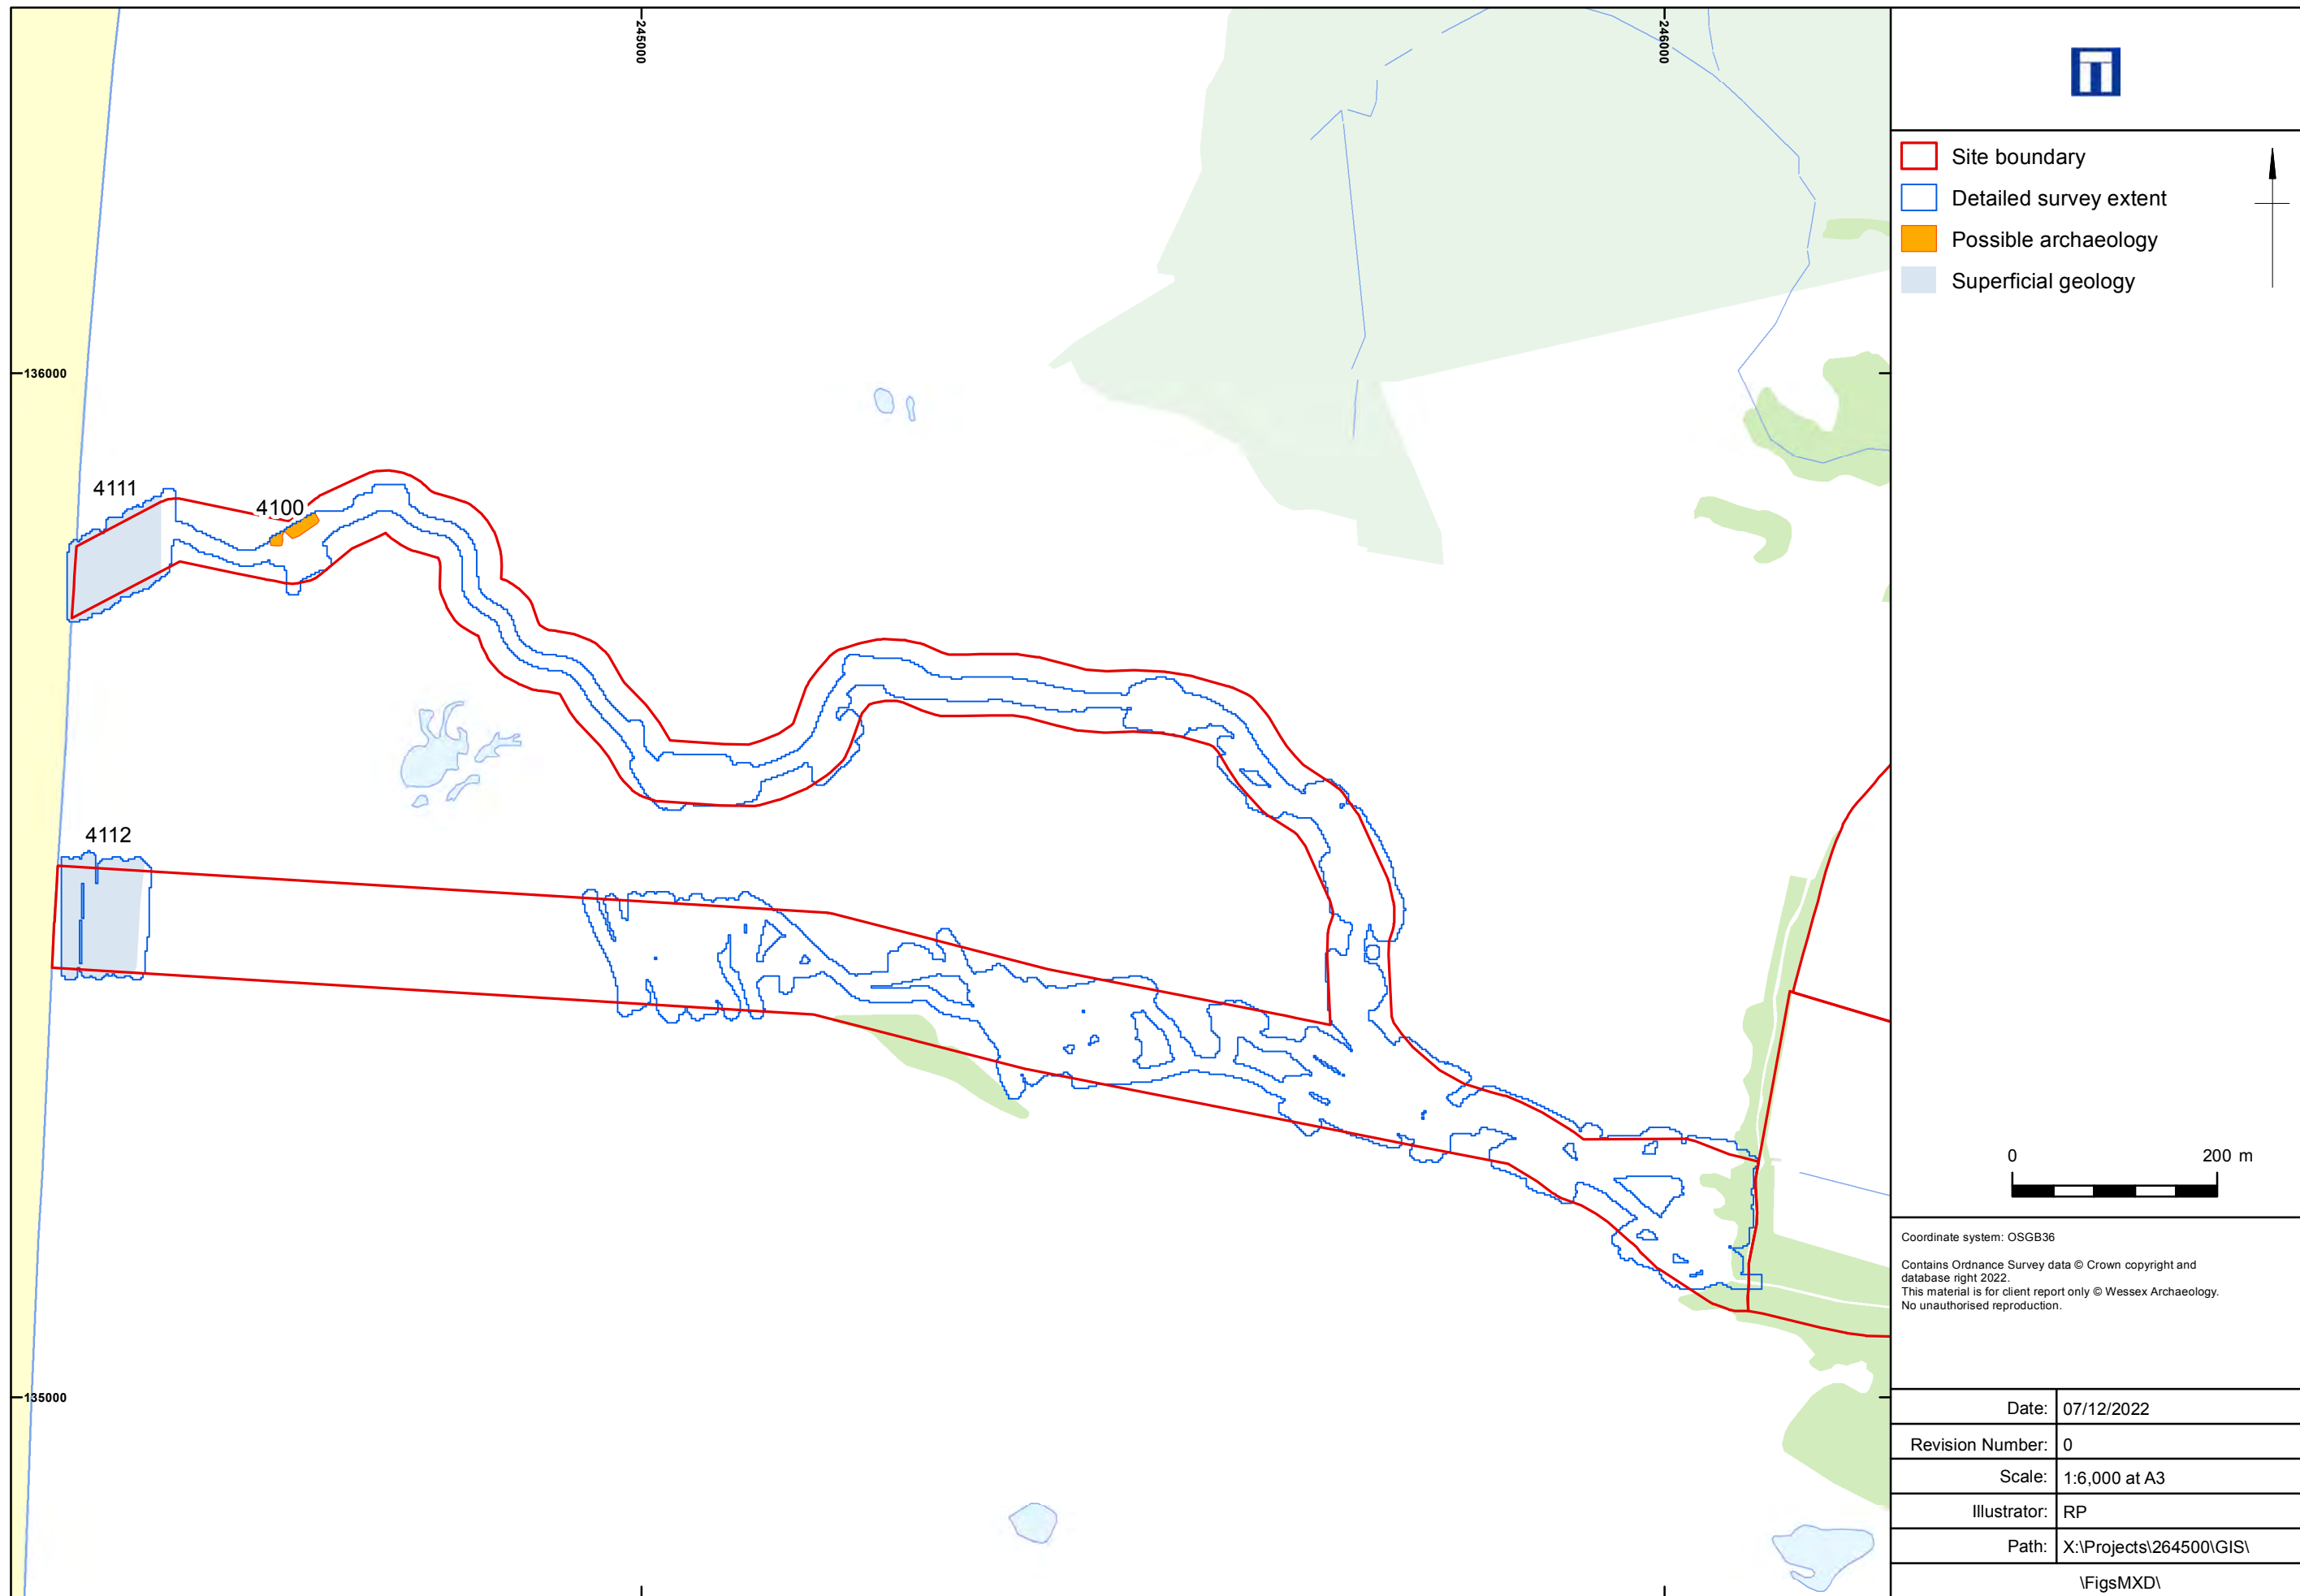 245000
246000
136000
135000
4111
4100
4112
Site boundary
Detailed survey extent
Possible archaeology
Superficial geology
0 200 m
Coordinate system: OSGB36
Contains Ordnance Survey data © Crown copyright and
database right 2022.
This material is for client report only © Wessex Archaeology.
No unauthorised reproduction.
Date: 07/12/2022
Revision Number: 0
Scale: 1:6,000 at A3
Illustrator: RP
Path: X:\Projects\264500\GIS\
\FigsMXD\